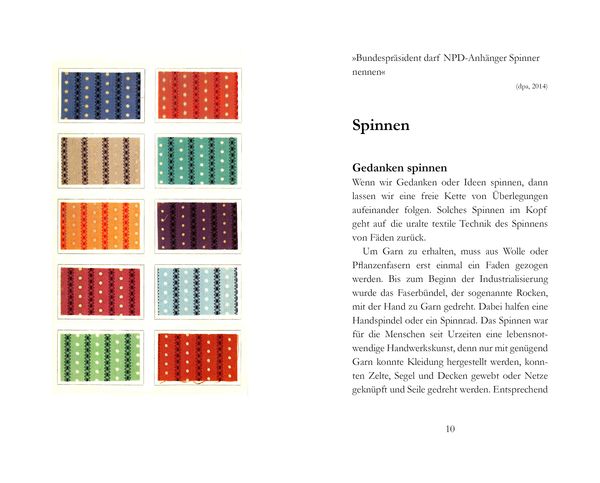 »Bundespräsident darf NPD-Anhänger Spinner
nennen«
(dpa, 2014)
Spinnen
Gedanken spinnen
Wenn wir Gedanken oder Ideen spinnen, dann
lassen wir eine freie Kette von Überlegungen
aufeinander folgen. Solches Spinnen im Kopf
geht auf die uralte textile Technik des Spinnens
von Fäden zurück.
Um Garn zu erhalten, muss aus Wolle oder
Pflanzenfasern erst einmal ein Faden gezogen
werden. Bis zum Beginn der Industrialisierung
wurde das Faserbündel, der sogenannte Rocken,
mit der Hand zu Garn gedreht. Dabei halfen eine
Handspindel oder ein Spinnrad. Das Spinnen war
für die Menschen seit Urzeiten eine lebensnot-
wendige Handwerkskunst, denn nur mit genügend
Garn konnte Kleidung hergestellt werden, konn-
ten Zelte, Segel und Decken gewebt oder Netze
geknüpft und Seile gedreht werden. Entsprechend
10